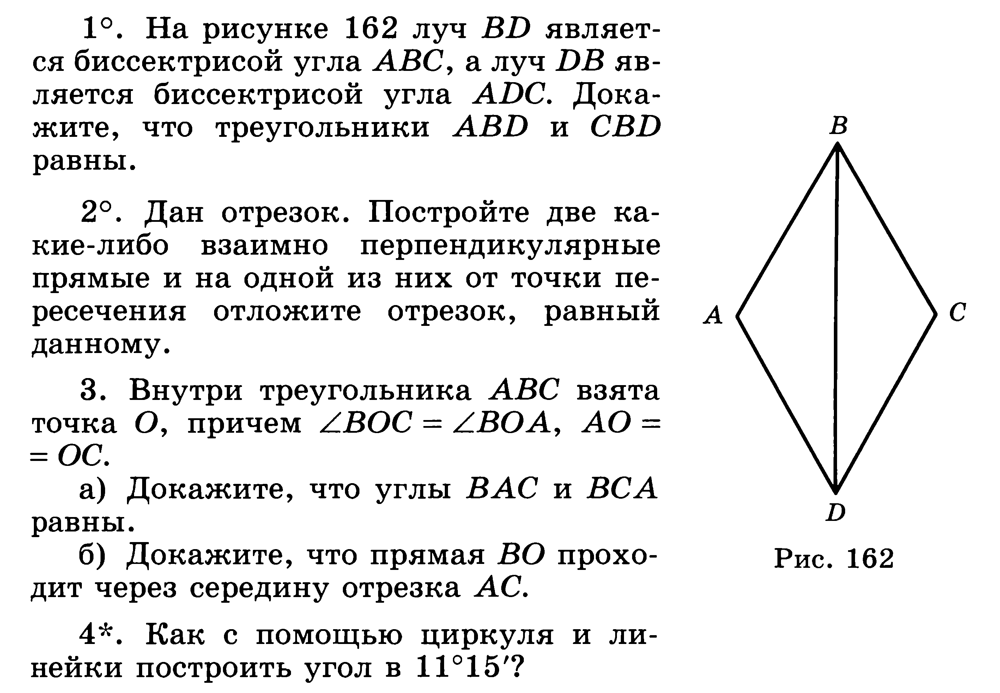 1°. На рисунке 162 луч BD являет-
ся биссектрисой угла ABC, а луч DB яв-
ляется биссектрисой угла ADC. Дока-
жите, что треугольники ABD и CBD
равны.
2°. Дан отрезок. Постройте две ка-
кие-либо взаимно перпендикулярные
прямые и на одной из них от точки пе-
ресечения отложите отрезок, равный
данному.
3. Внутри треугольника ABC взята
точка O, причем ∠BOC = ∠BOA, AO =
= OC.
а) Докажите, что углы BAC и BCA
равны.
б) Докажите, что прямая BO прохо-
дит через середину отрезка AC.
4*. Как с помощью циркуля и ли-
нейки построить угол в 11°15′?
B
A
C
D
Рис. 162